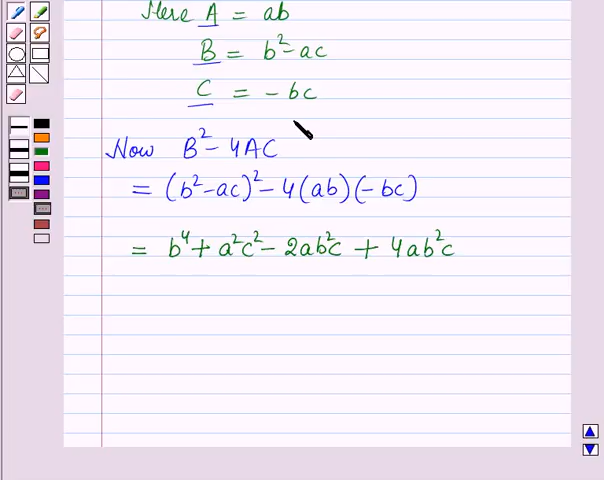 Here A = ab
B = b² - ac
C = - bc
Now B² - 4AC
= (b² - ac)² - 4(ab)(-bc)
= b⁴ + a²c² - 2ab²c + 4ab²c